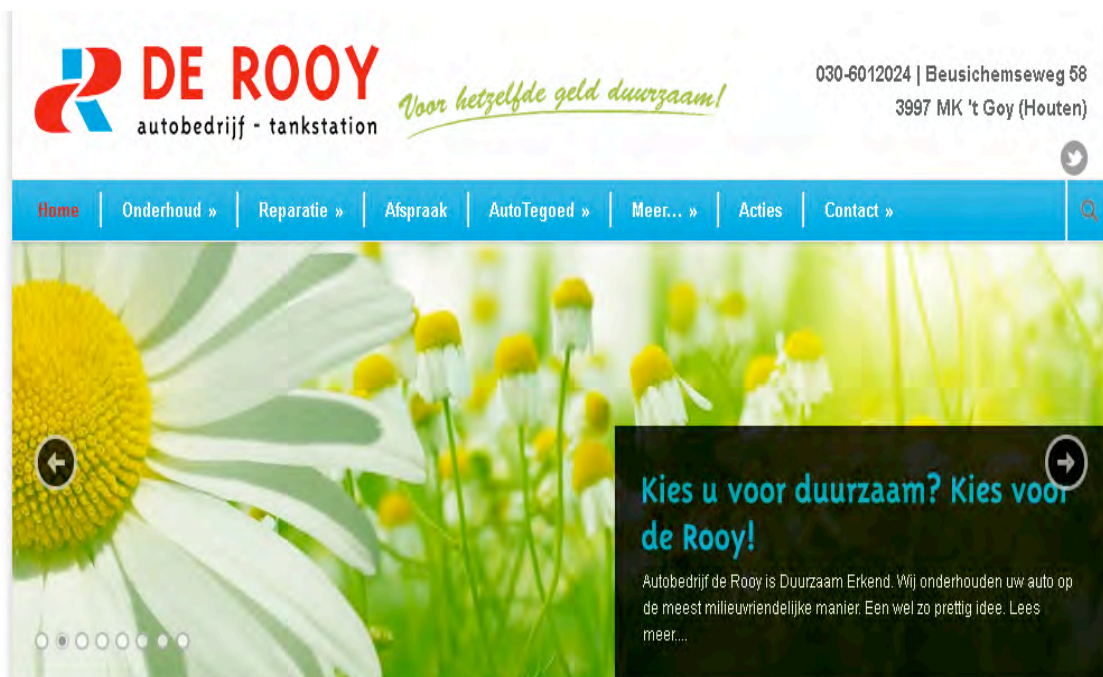 DE ROOY
autobedrijf - tankstation
Voor hetzelfde geld duurzaam!
030-6012024 | Beusichemseweg 58
3997 MK 't Goy (Houten)
Home Onderhoud » Reparatie » Afspraak AutoTegoed » Meer... » Acties Contact »
Kies u voor duurzaam? Kies voor
de Rooy!
Autobedrijf de Rooy is Duurzaam Erkend. Wij onderhouden uw auto op
de meest milieuvriendelijke manier. Een wel zo prettig idee. Lees
meer....